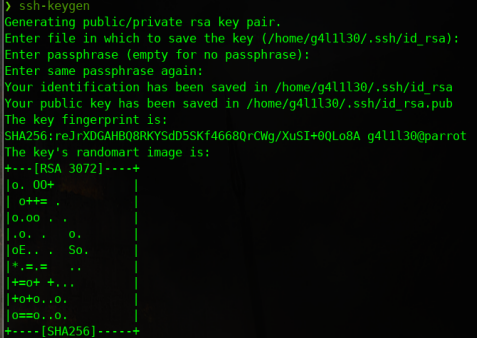 ❯ ssh-keygen
Generating public/private rsa key pair.
Enter file in which to save the key (/home/g4l1l30/.ssh/id_rsa):
Enter passphrase (empty for no passphrase):
Enter same passphrase again:
Your identification has been saved in /home/g4l1l30/.ssh/id_rsa
Your public key has been saved in /home/g4l1l30/.ssh/id_rsa.pub
The key fingerprint is:
SHA256:reJrXDGAHBQ8RKYSdD5SKf4668QrCWg/XuSI+0QLo8A g4l1l30@parrot
The key's randomart image is:
+---[RSA 3072]----+
|o. OO+           |
| o++= .          |
|o.oo . .         |
|.o. .   o.       |
|oE.. .  So.      |
|*.=.=   ..       |
|+=o+ +...        |
|+o+o..o.         |
|o==o..o.         |
+----[SHA256]-----+